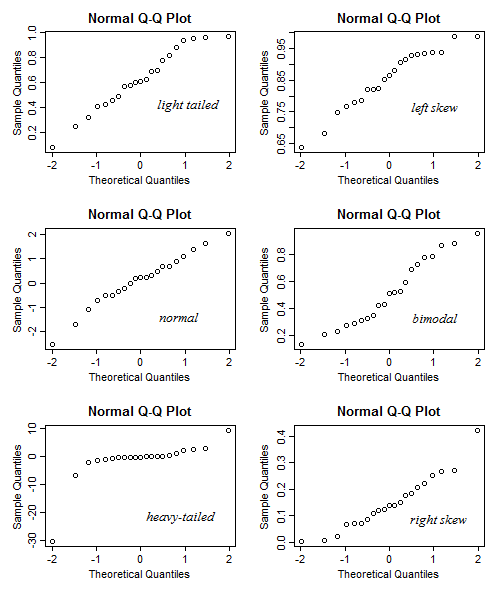 Normal Q-Q Plot
Sample Quantiles
0.2 0.4 0.6 0.8 1.0
light tailed
-2 -1 0 1 2
Theoretical Quantiles
Normal Q-Q Plot
Sample Quantiles
0.65 0.75 0.85 0.95
left skew
-2 -1 0 1 2
Theoretical Quantiles
Normal Q-Q Plot
Sample Quantiles
-2 -1 0 1 2
normal
-2 -1 0 1 2
Theoretical Quantiles
Normal Q-Q Plot
Sample Quantiles
0.2 0.4 0.6 0.8
bimodal
-2 -1 0 1 2
Theoretical Quantiles
Normal Q-Q Plot
Sample Quantiles
-30 -20 -10 0 10
heavy-tailed
-2 -1 0 1 2
Theoretical Quantiles
Normal Q-Q Plot
Sample Quantiles
0.0 0.1 0.2 0.3 0.4
right skew
-2 -1 0 1 2
Theoretical Quantiles